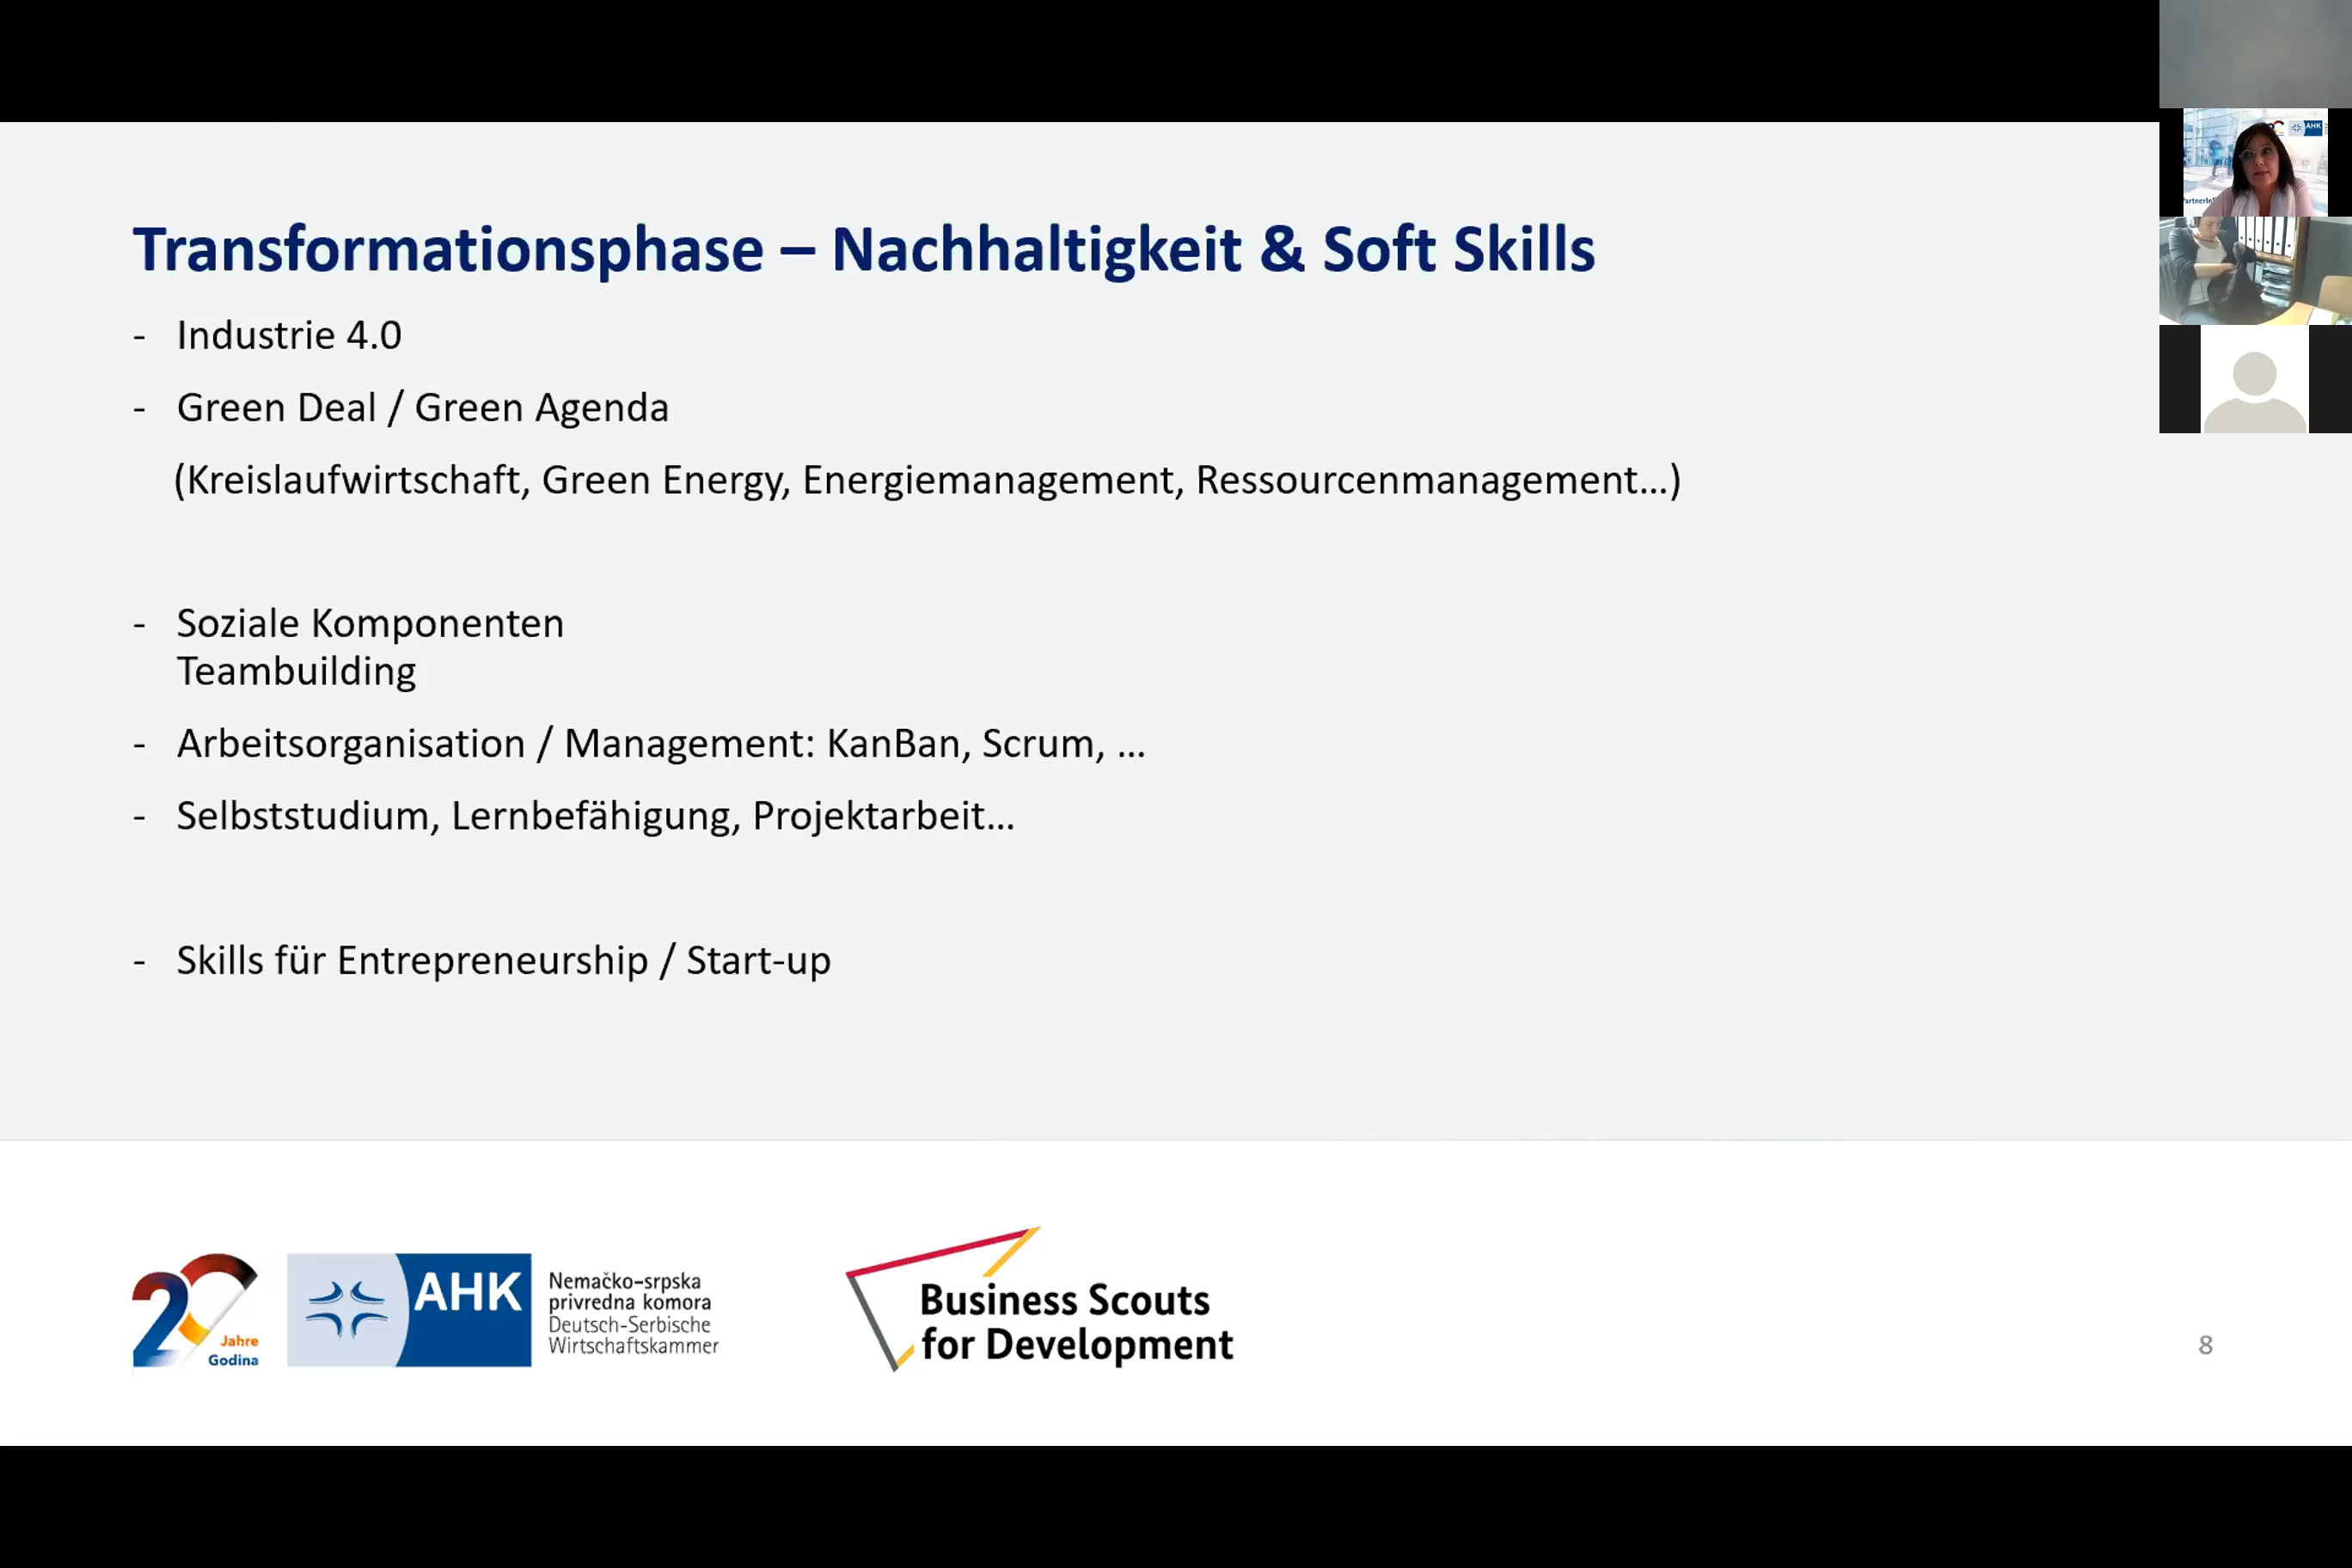 Transformationsphase – Nachhaltigkeit & Soft Skills
- Industrie 4.0
- Green Deal / Green Agenda
(Kreislaufwirtschaft, Green Energy, Energiemanagement, Ressourcenmanagement...)
- Soziale Komponenten
Teambuilding
- Arbeitsorganisation / Management: KanBan, Scrum, ...
- Selbststudium, Lernbefähigung, Projektarbeit...
- Skills für Entrepreneurship / Start-up
20
Jahre
Godina
AHK
Nemačko-srpska
privredna komora
Deutsch-Serbische
Wirtschaftskammer
Business Scouts
for Development
8
AHK